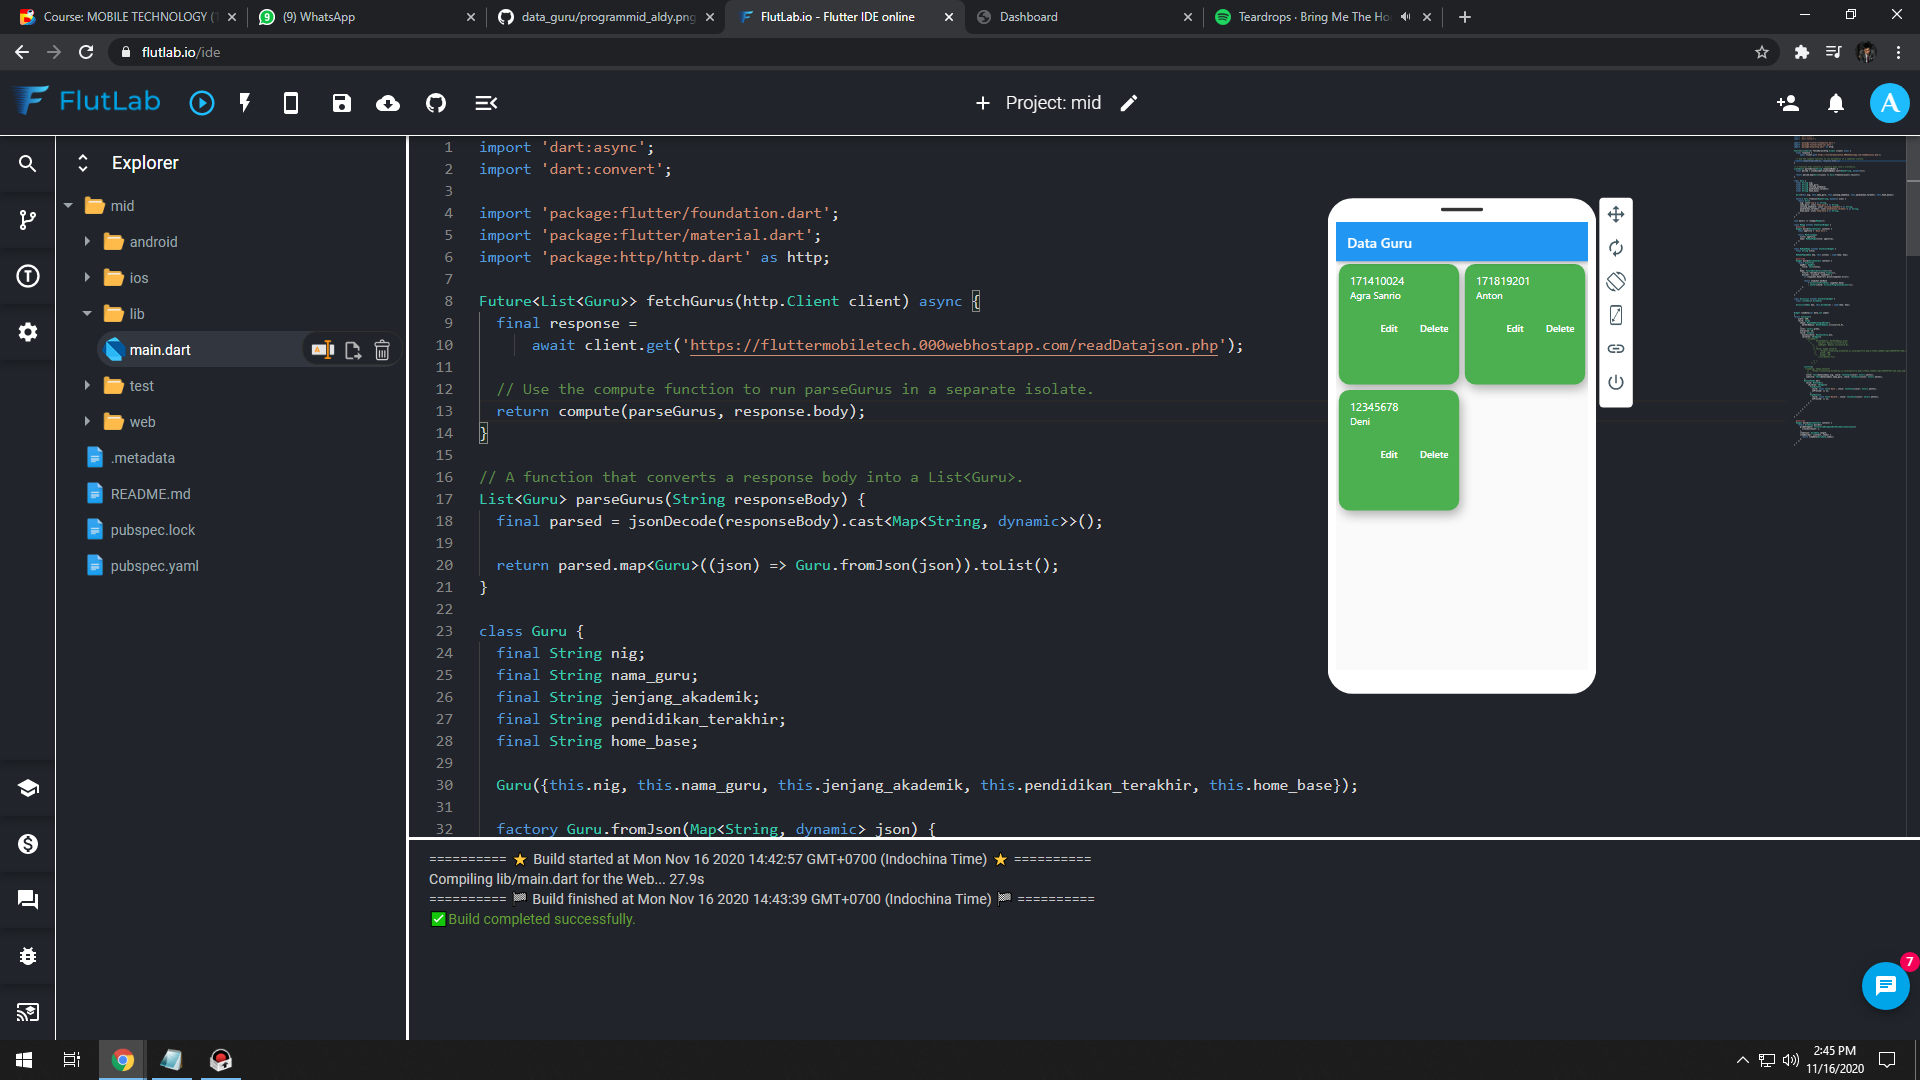 Course: MOBILE TECHNOLOGY (1
(9) WhatsApp
data_guru/programmid_aldy.png
FlutLab.io - Flutter IDE online
Dashboard
Teardrops · Bring Me The Ho
flutlab.io/ide
FlutLab
Project: mid
A
Explorer
mid
android
ios
lib
main.dart
test
web
.metadata
README.md
pubspec.lock
pubspec.yaml
1 import 'dart:async';
2 import 'dart:convert';
3
4 import 'package:flutter/foundation.dart';
5 import 'package:flutter/material.dart';
6 import 'package:http/http.dart' as http;
7
8 Future<List<Guru>> fetchGurus(http.Client client) async {
9 final response =
10 await client.get('https://fluttermobiletech.000webhostapp.com/readDatajson.php');
11
12 // Use the compute function to run parseGurus in a separate isolate.
13 return compute(parseGurus, response.body);
14 }
15
16 // A function that converts a response body into a List<Guru>.
17 List<Guru> parseGurus(String responseBody) {
18 final parsed = jsonDecode(responseBody).cast<Map<String, dynamic>>();
19
20 return parsed.map<Guru>((json) => Guru.fromJson(json)).toList();
21 }
22
23 class Guru {
24 final String nig;
25 final String nama_guru;
26 final String jenjang_akademik;
27 final String pendidikan_terakhir;
28 final String home_base;
29
30 Guru({this.nig, this.nama_guru, this.jenjang_akademik, this.pendidikan_terakhir, this.home_base});
31
32 factory Guru.fromJson(Map<String, dynamic> json) {
Data Guru
171410024
Agra Sanrio
Edit Delete
171819201
Anton
Edit Delete
12345678
Deni
Edit Delete
========== ⭐ Build started at Mon Nov 16 2020 14:42:57 GMT+0700 (Indochina Time) ⭐ ==========
Compiling lib/main.dart for the Web... 27.9s
========== 🏁 Build finished at Mon Nov 16 2020 14:43:39 GMT+0700 (Indochina Time) 🏁 ==========
✅ Build completed successfully.
7
2:45 PM
11/16/2020